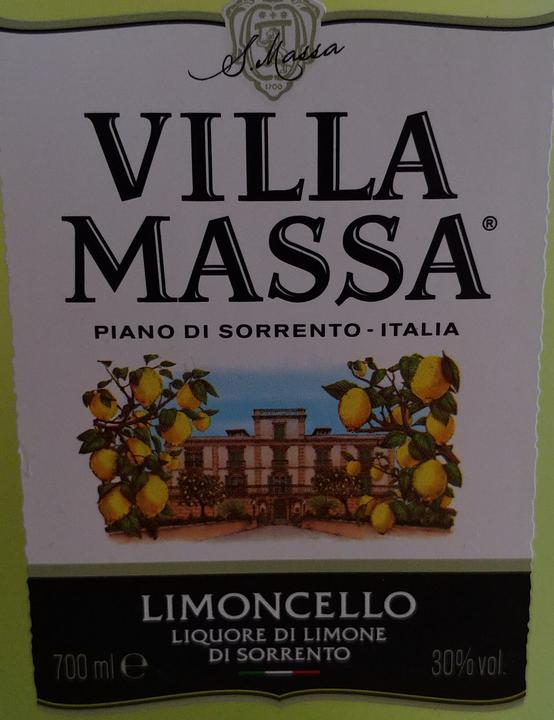 S. Massa
1700
VILLA
MASSA®
PIANO DI SORRENTO - ITALIA
LIMONCELLO
LIQUORE DI LIMONE
DI SORRENTO
700 ml ℮
30% vol.